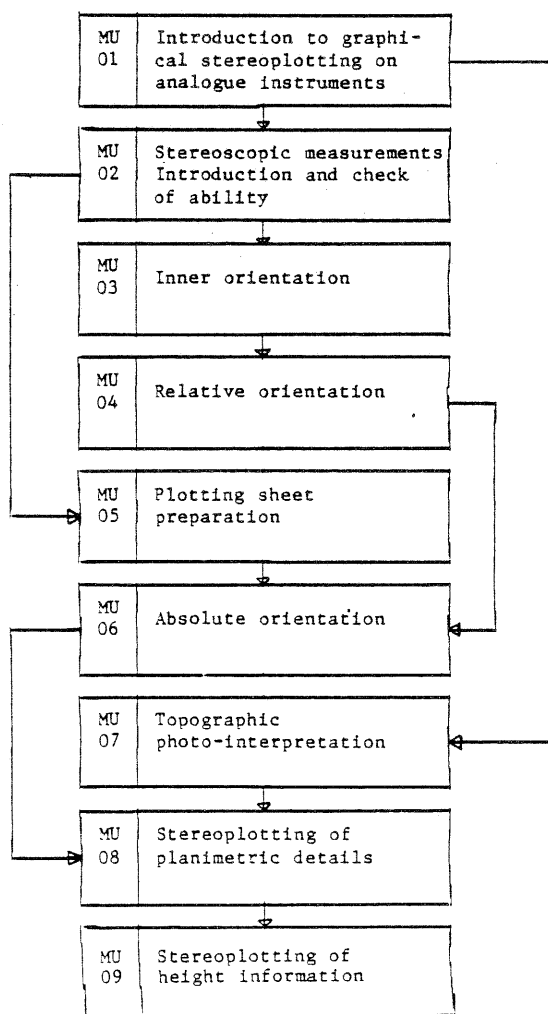 MU
01
Introduction to graphi-
cal stereoplotting on
analogue instruments
MU
02
Stereoscopic measurements
Introduction and check
of ability
MU
03
Inner orientation
MU
04
Relative orientation
MU
05
Plotting sheet
preparation
MU
06
Absolute orientation
MU
07
Topographic
photo-interpretation
MU
08
Stereoplotting of
planimetric details
MU
09
Stereoplotting of
height information